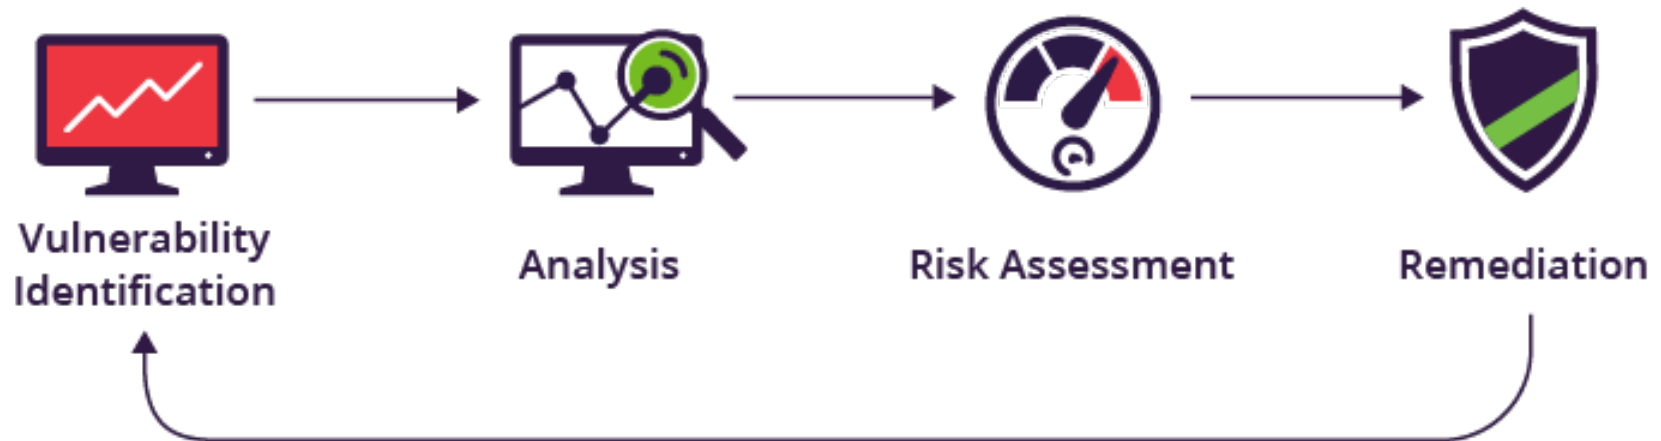 Vulnerability
Identification
Analysis
Risk Assessment
Remediation